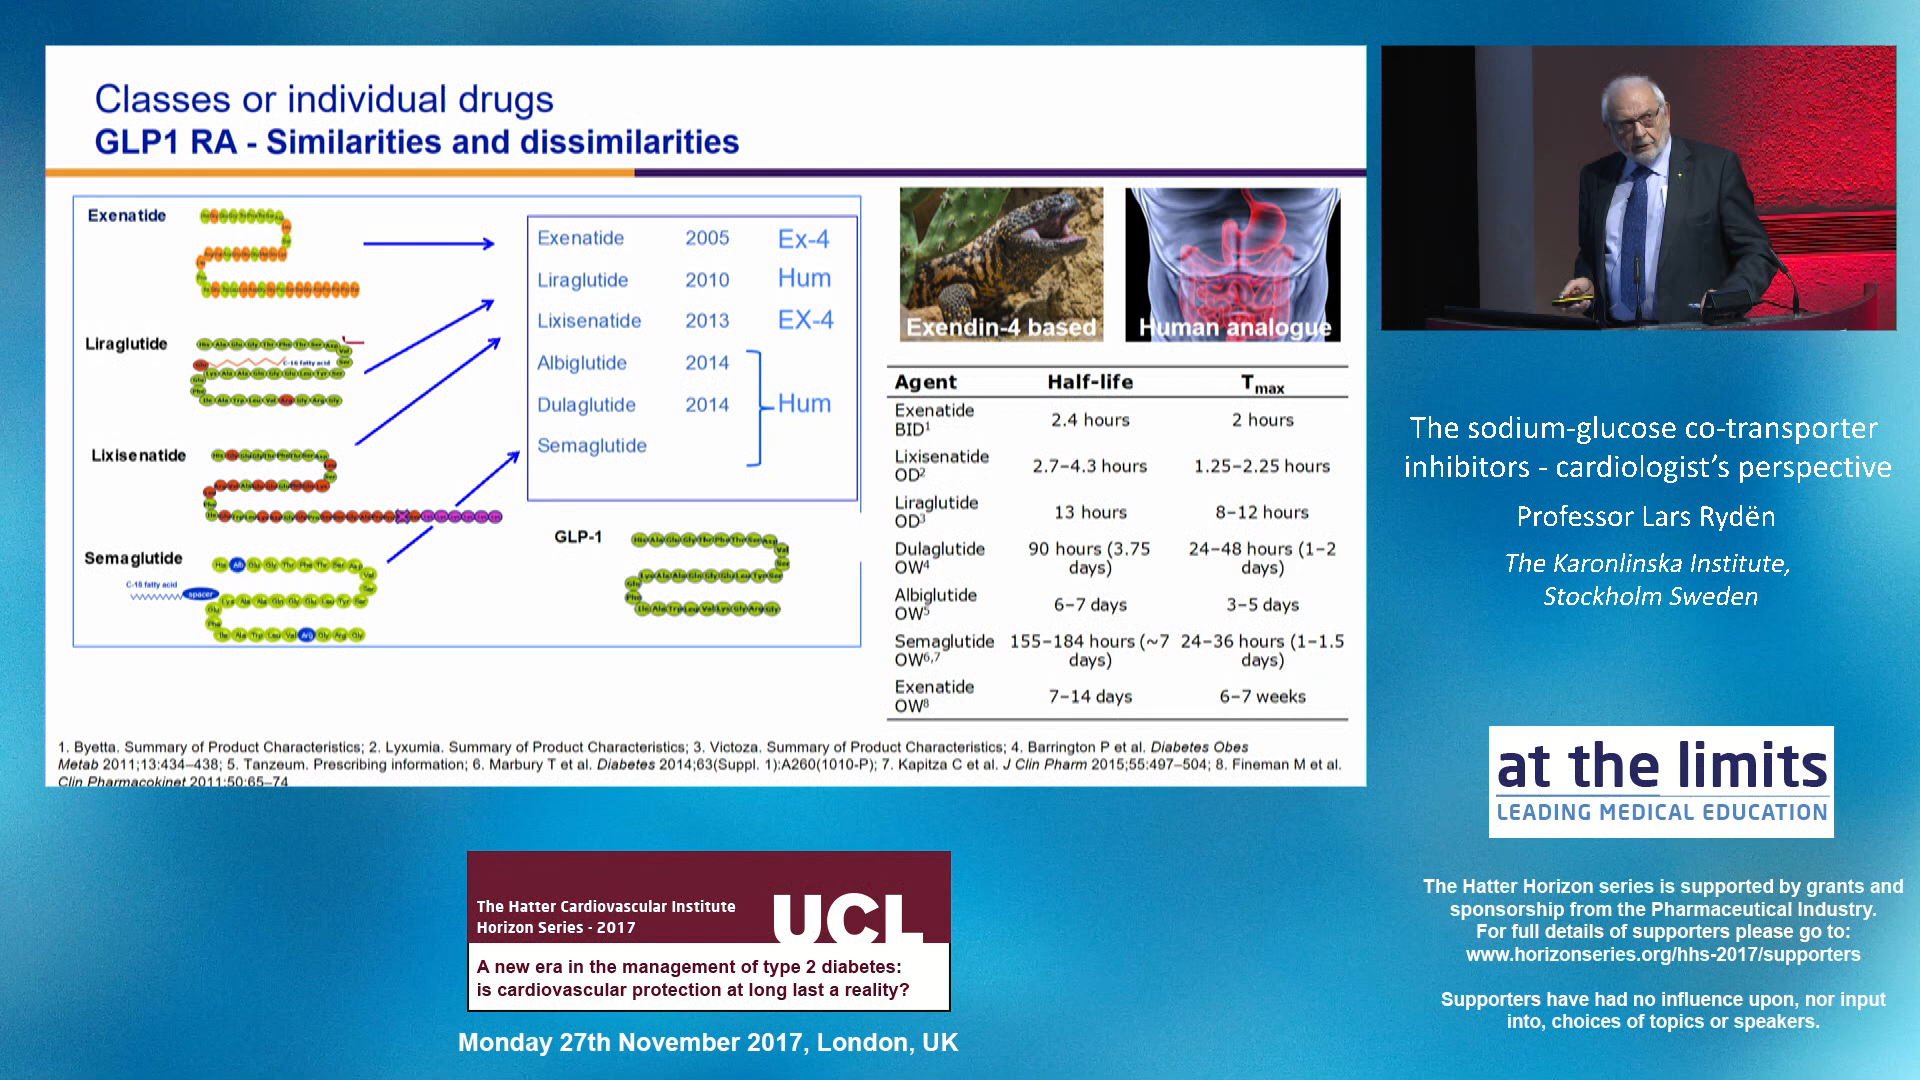 Classes or individual drugs
GLP1 RA - Similarities and dissimilarities
Exenatide
Liraglutide
C-16 fatty acid
Lixisenatide
Semaglutide
C-18 fatty acid
spacer
Exenatide 2005 Ex-4
Liraglutide 2010 Hum
Lixisenatide 2013 EX-4
Albiglutide 2014
Dulaglutide 2014 Hum
Semaglutide
GLP-1
Exendin-4 based
Human analogue
Agent Half-life Tmax
Exenatide BID1 2.4 hours 2 hours
Lixisenatide OD2 2.7–4.3 hours 1.25–2.25 hours
Liraglutide OD3 13 hours 8–12 hours
Dulaglutide OW4 90 hours (3.75 days) 24–48 hours (1–2 days)
Albiglutide OW5 6–7 days 3–5 days
Semaglutide OW6,7 155–184 hours (~7 days) 24–36 hours (1–1.5 days)
Exenatide OW8 7–14 days 6–7 weeks
1. Byetta. Summary of Product Characteristics; 2. Lyxumia. Summary of Product Characteristics; 3. Victoza. Summary of Product Characteristics; 4. Barrington P et al. Diabetes Obes
Metab 2011;13:434–438; 5. Tanzeum. Prescribing information; 6. Marbury T et al. Diabetes 2014;63(Suppl. 1):A260(1010-P); 7. Kapitza C et al. J Clin Pharm 2015;55:497–504; 8. Fineman M et al.
Clin Pharmacokinet 2011:50:65–74
The sodium-glucose co-transporter
inhibitors - cardiologist's perspective
Professor Lars Rydën
The Karonlinska Institute,
Stockholm Sweden
at the limits
LEADING MEDICAL EDUCATION
The Hatter Horizon series is supported by grants and
sponsorship from the Pharmaceutical Industry.
For full details of supporters please go to:
www.horizonseries.org/hhs-2017/supporters
Supporters have had no influence upon, nor input
into, choices of topics or speakers.
The Hatter Cardiovascular Institute
Horizon Series - 2017
UCL
A new era in the management of type 2 diabetes:
is cardiovascular protection at long last a reality?
Monday 27th November 2017, London, UK